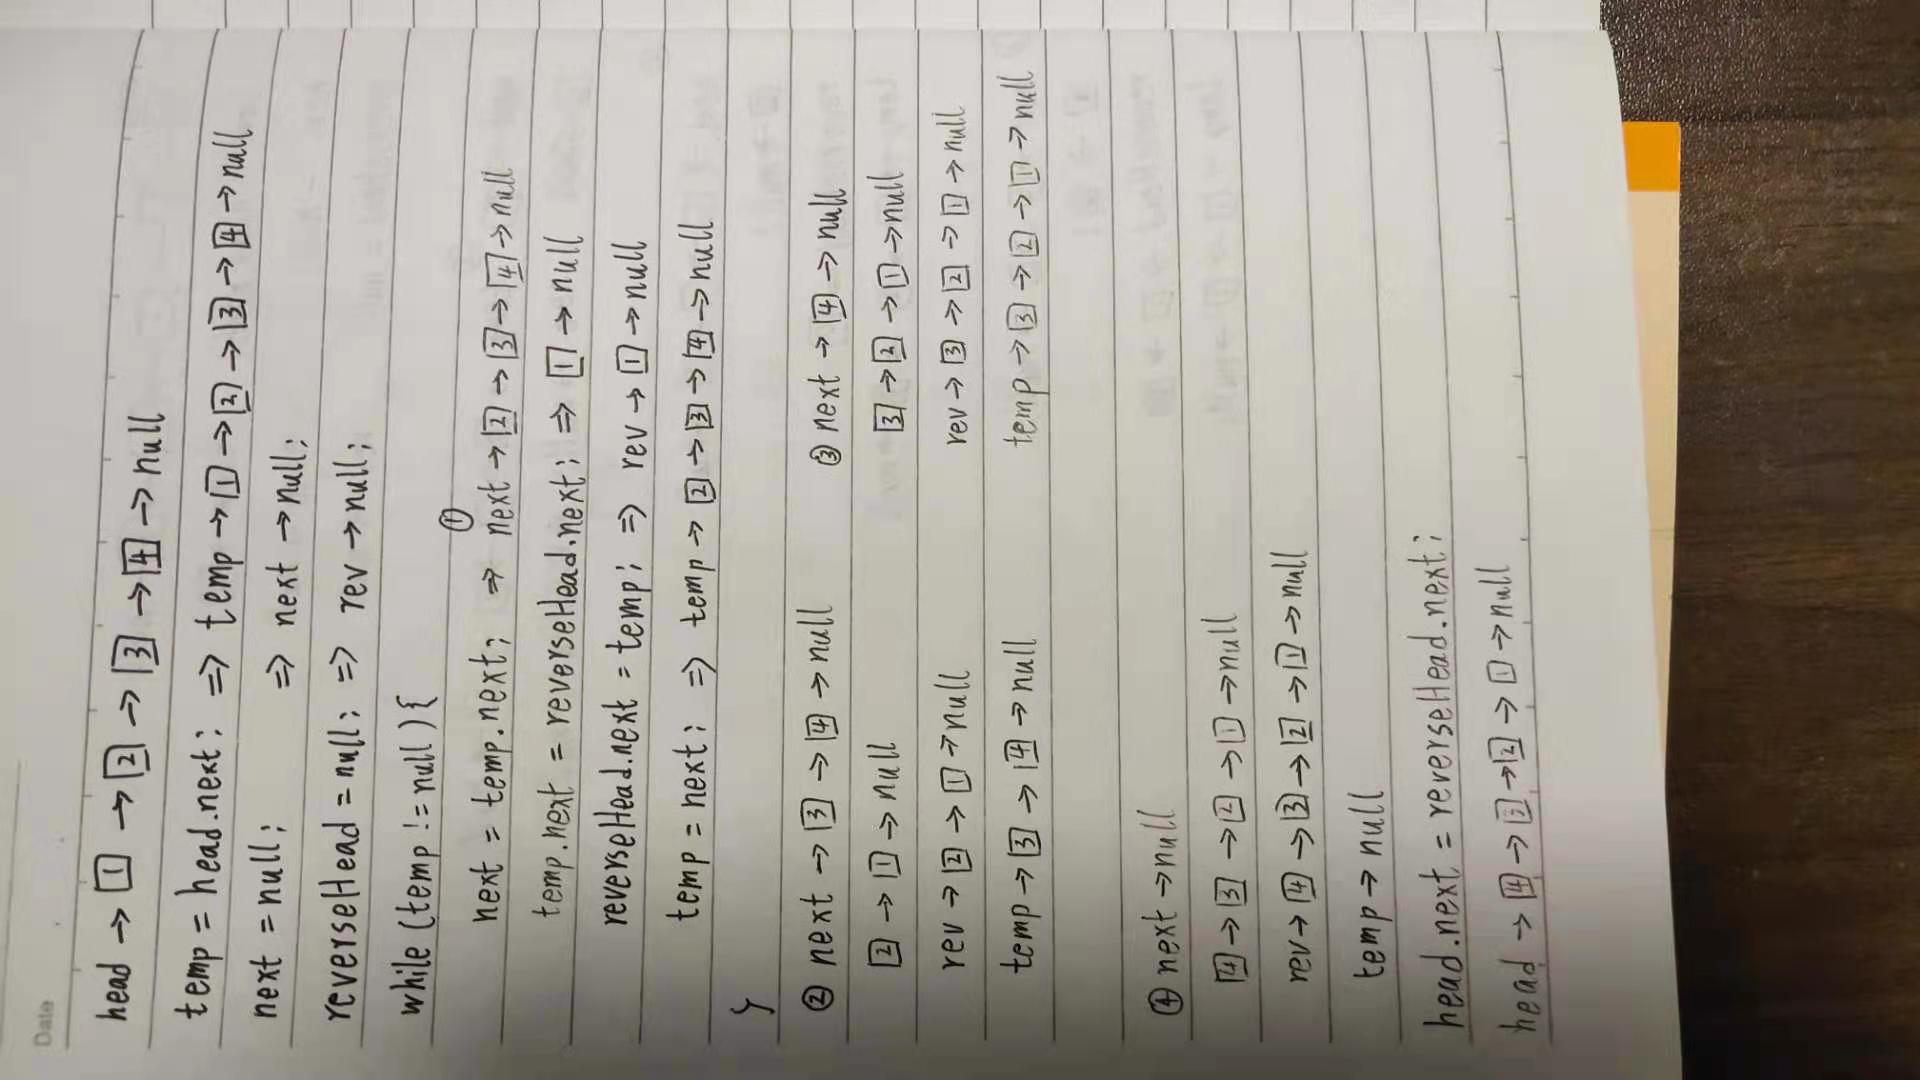 Date
head → 1 → 2 → 3 → 4 → null
temp = head.next; ⇒ temp → 1 → 2 → 3 → 4 → null
next = null; ⇒ next → null;
reverseHead = null; ⇒ rev → null;
while (temp != null) {
①
next = temp.next; ⇒ next → 2 → 3 → 4 → null
temp.next = reverseHead.next; ⇒ 1 → null
reverseHead.next = temp; ⇒ rev → 1 → null
temp = next; ⇒ temp → 2 → 3 → 4 → null
}
② next → 3 → 4 → null ③ next → 4 → null
2 → 1 → null 3 → 2 → 1 → null
rev → 2 → 1 → null rev → 3 → 2 → 1 → null
temp → 3 → 4 → null temp → 3 → 2 → 1 → null
④ next → null
4 → 3 → 2 → 1 → null
rev → 4 → 3 → 2 → 1 → null
temp → null
head.next = reverseHead.next;
head → 4 → 3 → 2 → 1 → null